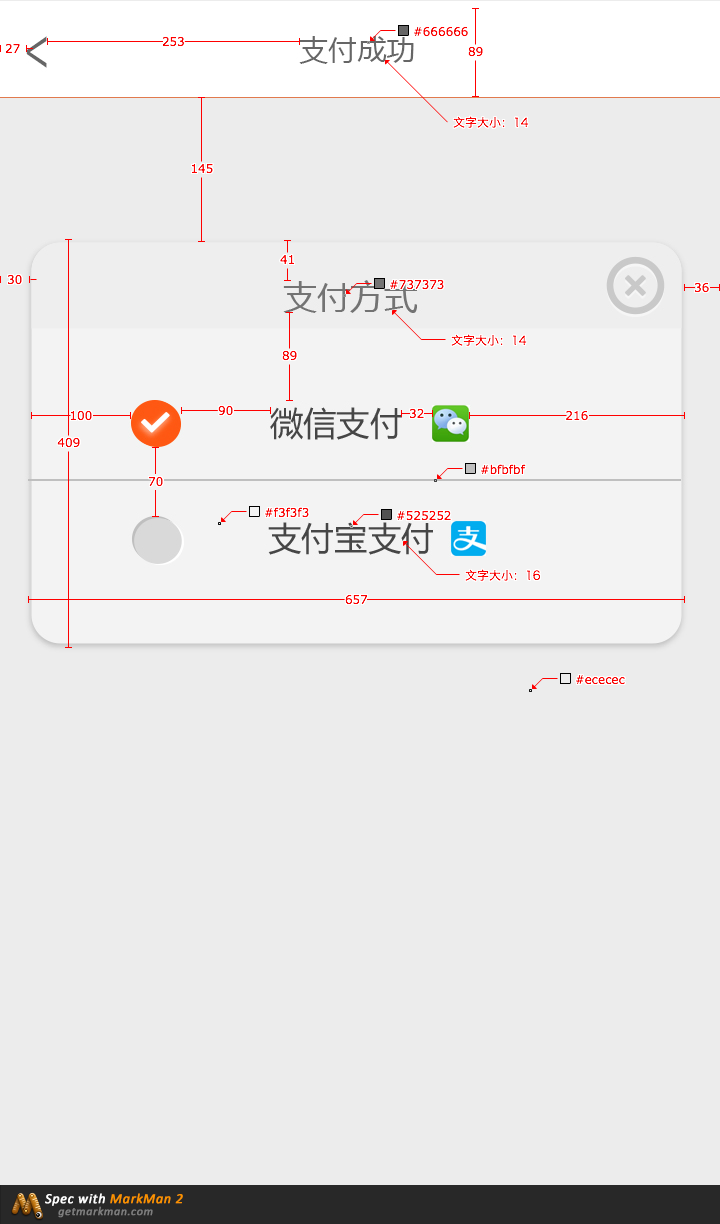 #666666
27
253
支付成功
89
文字大小：14
145
41
30
#737373
36
支付方式
文字大小：14
89
100
90
微信支付
32
216
409
#bfbfbf
70
#f3f3f3
#525252
支付宝支付
支
文字大小：16
657
#ececec
Spec with MarkMan 2
getmarkman.com